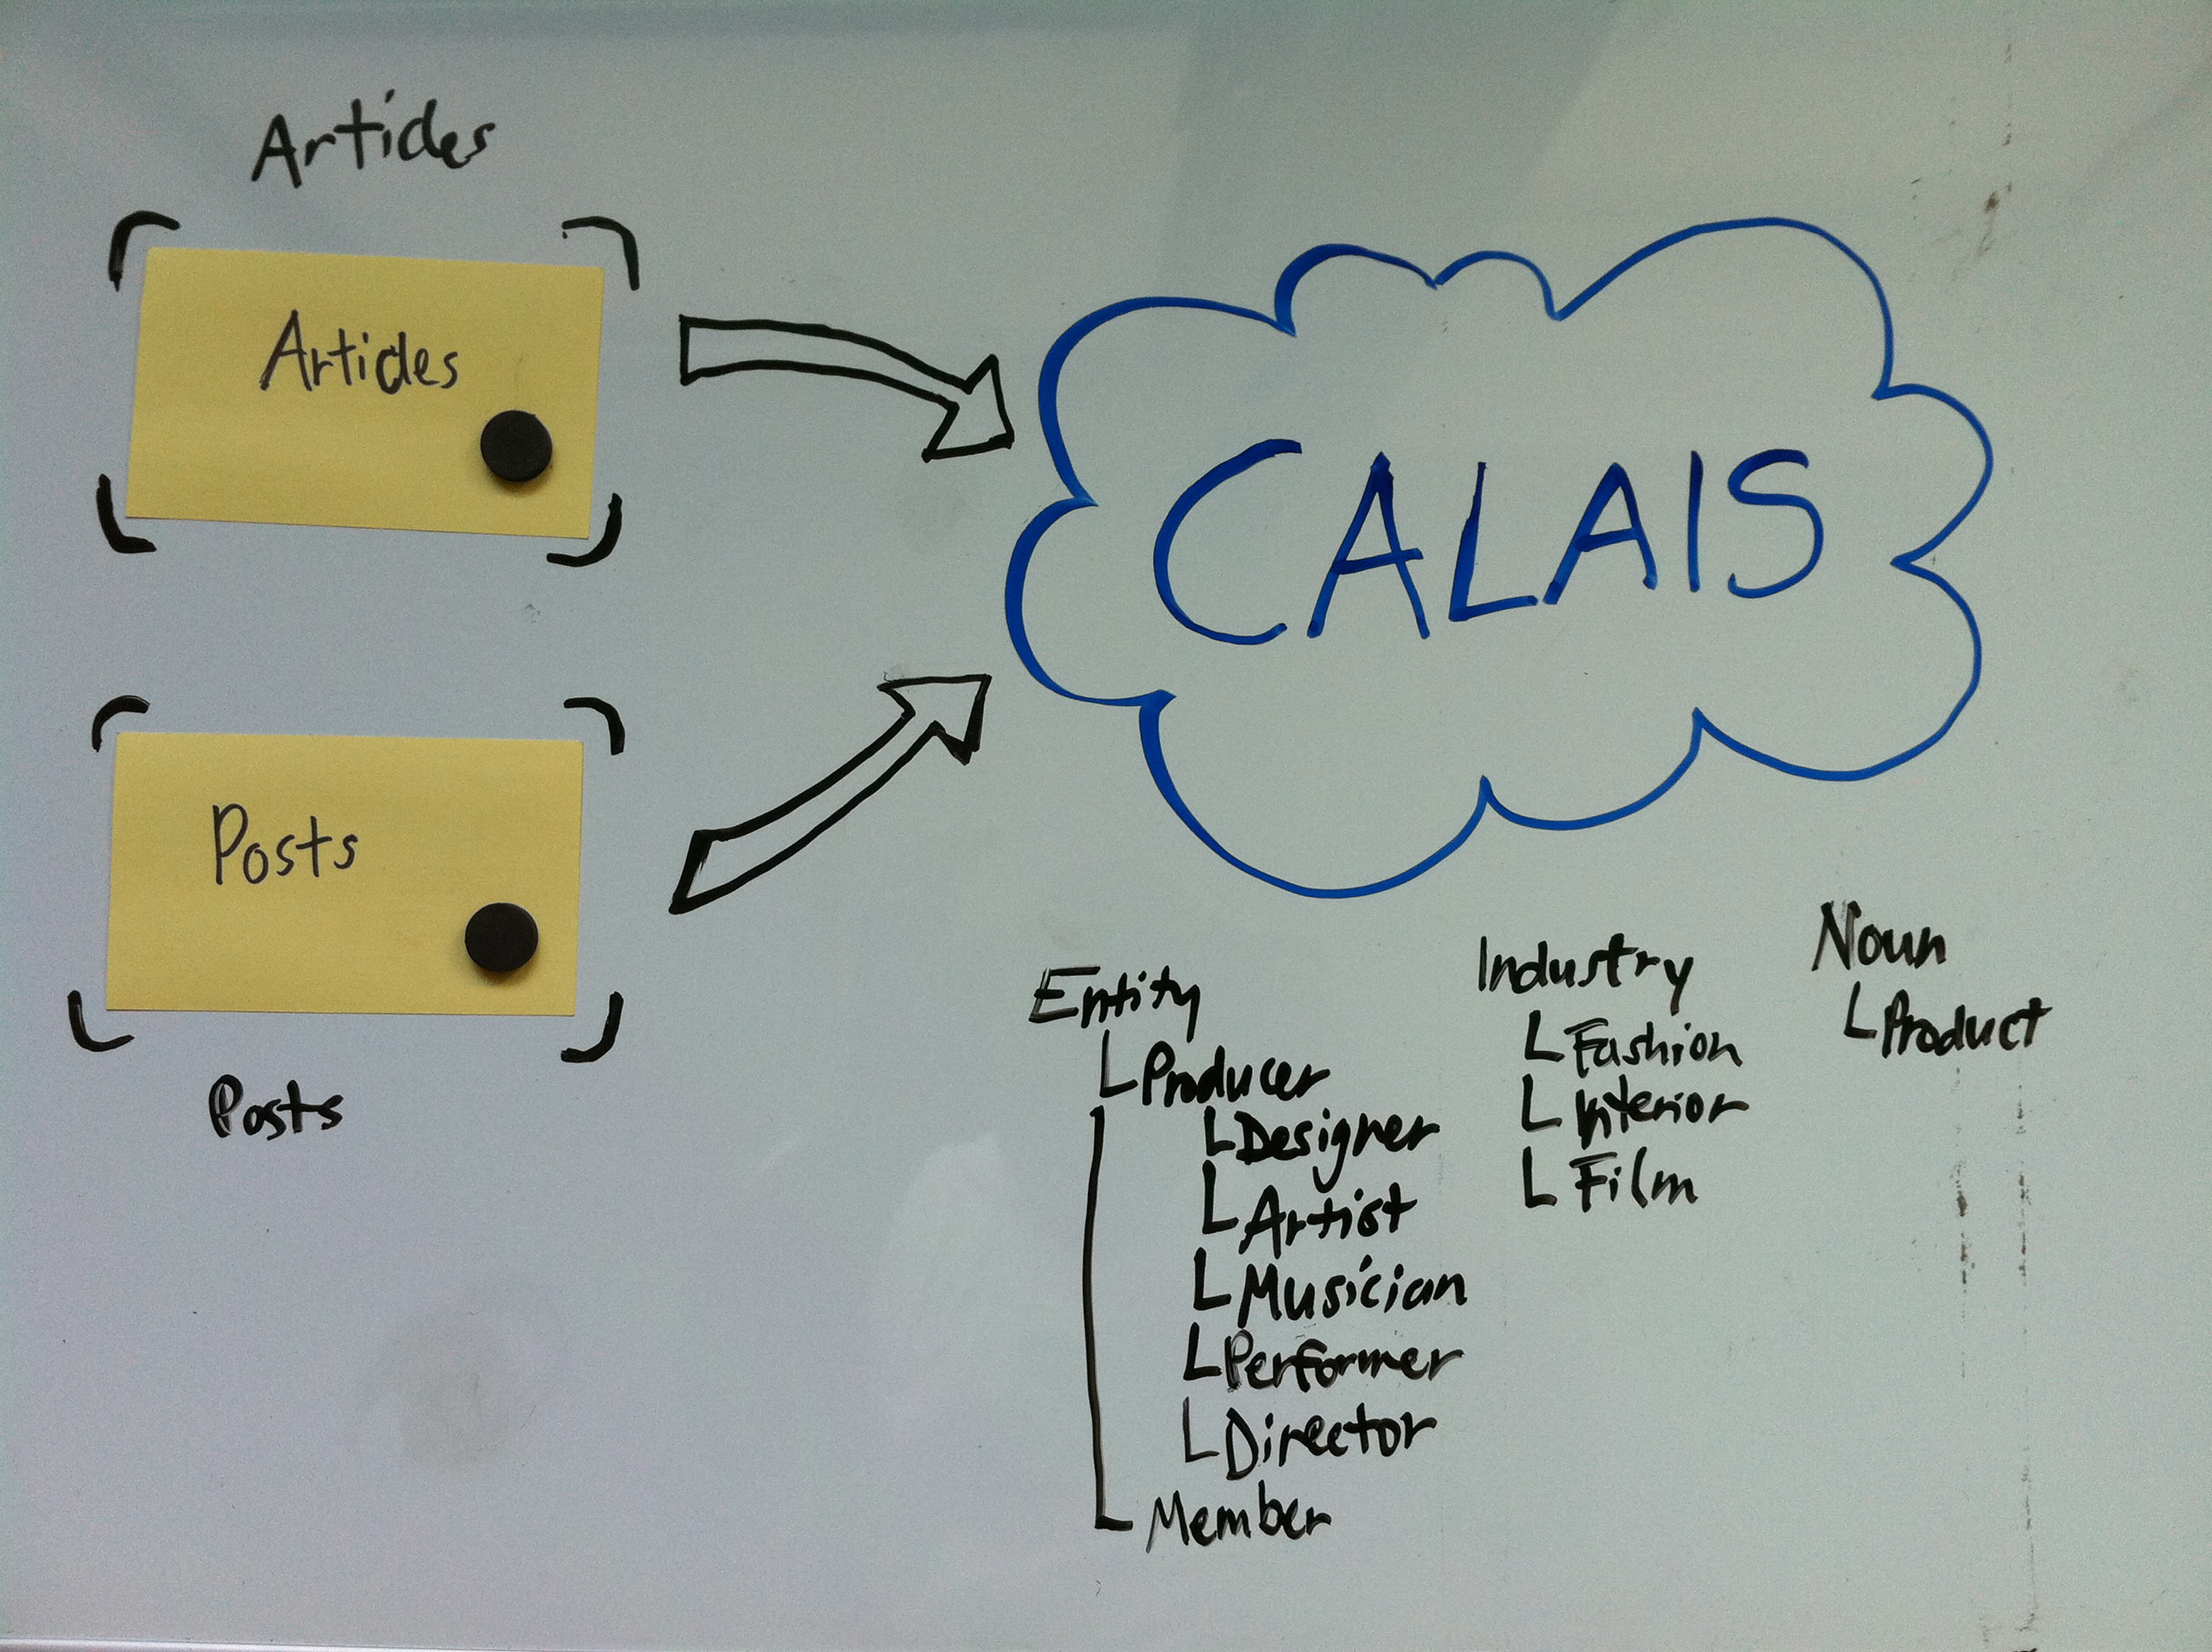 Articles
Articles
Posts
Posts
CALAIS
Entity
Producer
Designer
Artist
Musician
Performer
Director
Member
Industry
Fashion
Interior
Film
Noun
Product